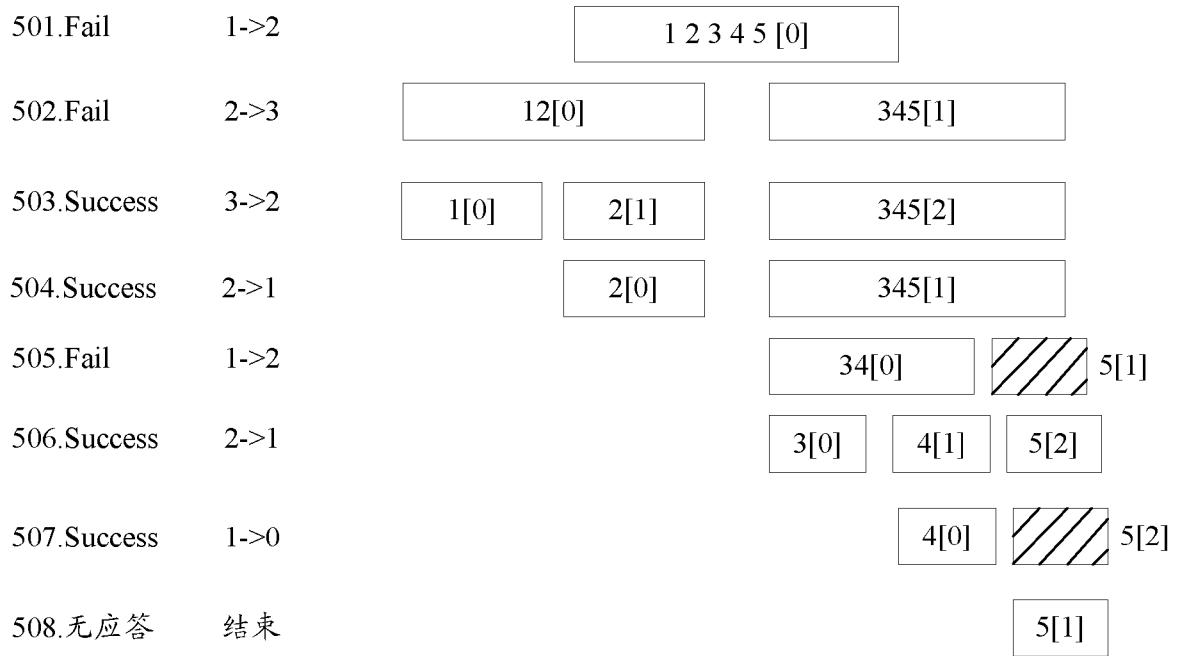 501.Fail 1->2 1 2 3 4 5 [0]
502.Fail 2->3 12[0] 345[1]
503.Success 3->2 1[0] 2[1] 345[2]
504.Success 2->1 2[0] 345[1]
505.Fail 1->2 34[0] 5[1]
506.Success 2->1 3[0] 4[1] 5[2]
507.Success 1->0 4[0] 5[2]
508.无应答 结束 5[1]